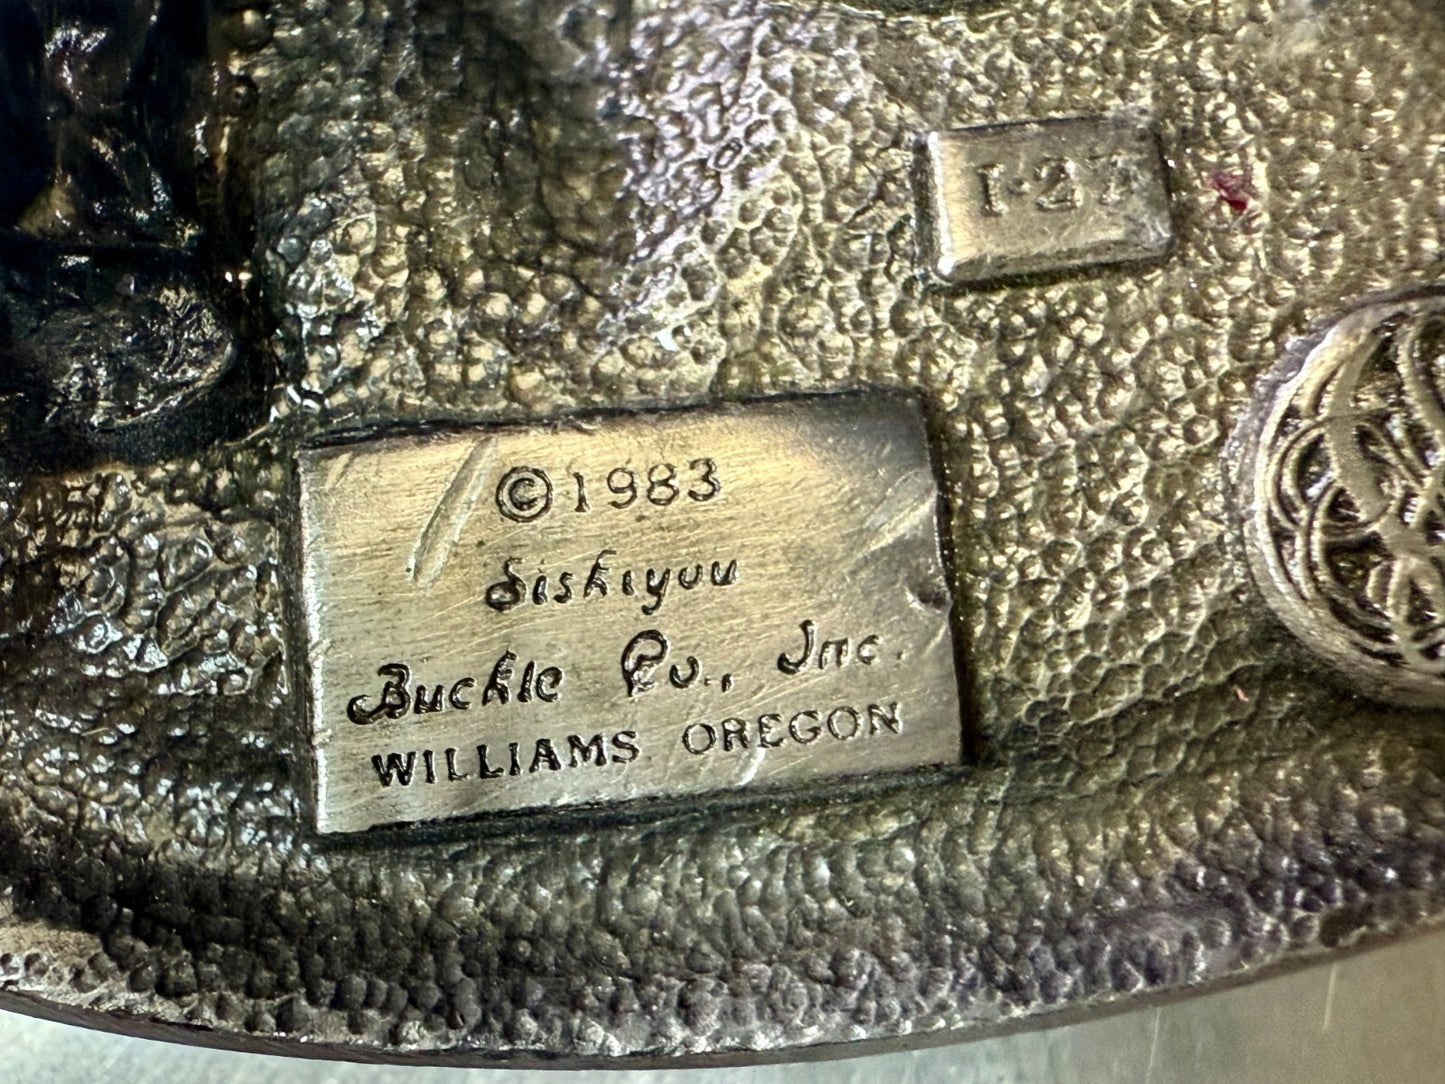 I-27
©1983
Siskiyou
Buckle Co., Inc.
WILLIAMS OREGON